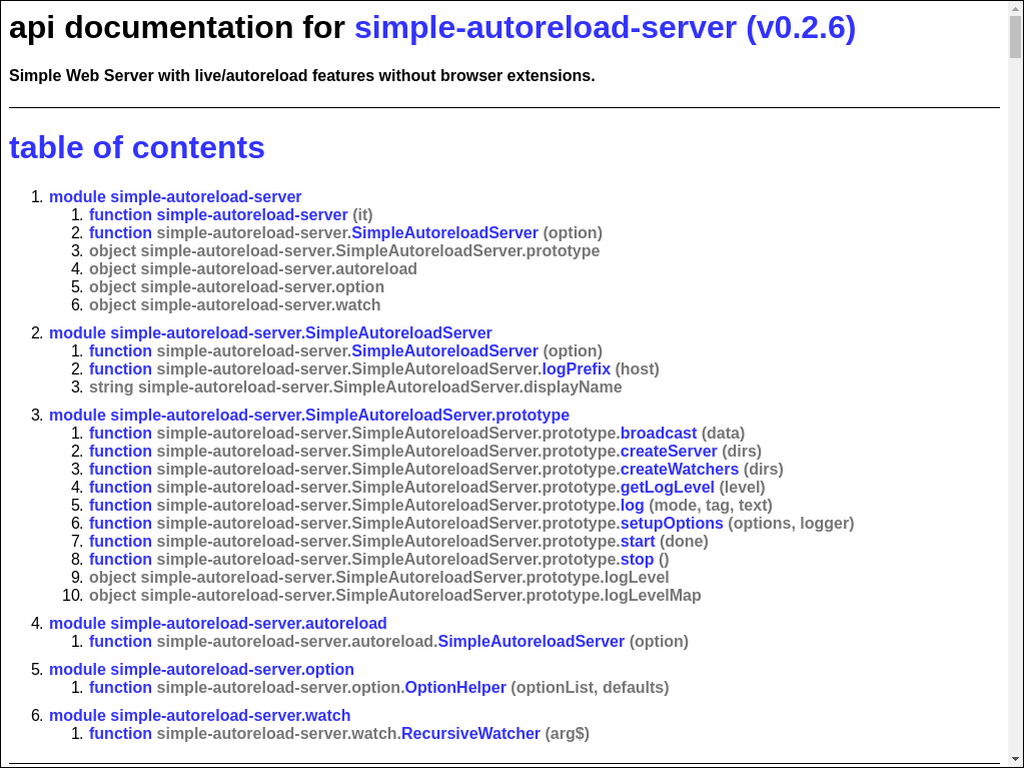 api documentation for simple-autoreload-server (v0.2.6)
Simple Web Server with live/autoreload features without browser extensions.
table of contents
1. module simple-autoreload-server
1. function simple-autoreload-server (it)
2. function simple-autoreload-server.SimpleAutoreloadServer (option)
3. object simple-autoreload-server.SimpleAutoreloadServer.prototype
4. object simple-autoreload-server.autoreload
5. object simple-autoreload-server.option
6. object simple-autoreload-server.watch
2. module simple-autoreload-server.SimpleAutoreloadServer
1. function simple-autoreload-server.SimpleAutoreloadServer (option)
2. function simple-autoreload-server.SimpleAutoreloadServer.logPrefix (host)
3. string simple-autoreload-server.SimpleAutoreloadServer.displayName
3. module simple-autoreload-server.SimpleAutoreloadServer.prototype
1. function simple-autoreload-server.SimpleAutoreloadServer.prototype.broadcast (data)
2. function simple-autoreload-server.SimpleAutoreloadServer.prototype.createServer (dirs)
3. function simple-autoreload-server.SimpleAutoreloadServer.prototype.createWatchers (dirs)
4. function simple-autoreload-server.SimpleAutoreloadServer.prototype.getLogLevel (level)
5. function simple-autoreload-server.SimpleAutoreloadServer.prototype.log (mode, tag, text)
6. function simple-autoreload-server.SimpleAutoreloadServer.prototype.setupOptions (options, logger)
7. function simple-autoreload-server.SimpleAutoreloadServer.prototype.start (done)
8. function simple-autoreload-server.SimpleAutoreloadServer.prototype.stop ()
9. object simple-autoreload-server.SimpleAutoreloadServer.prototype.logLevel
10. object simple-autoreload-server.SimpleAutoreloadServer.prototype.logLevelMap
4. module simple-autoreload-server.autoreload
1. function simple-autoreload-server.autoreload.SimpleAutoreloadServer (option)
5. module simple-autoreload-server.option
1. function simple-autoreload-server.option.OptionHelper (optionList, defaults)
6. module simple-autoreload-server.watch
1. function simple-autoreload-server.watch.RecursiveWatcher (arg$)